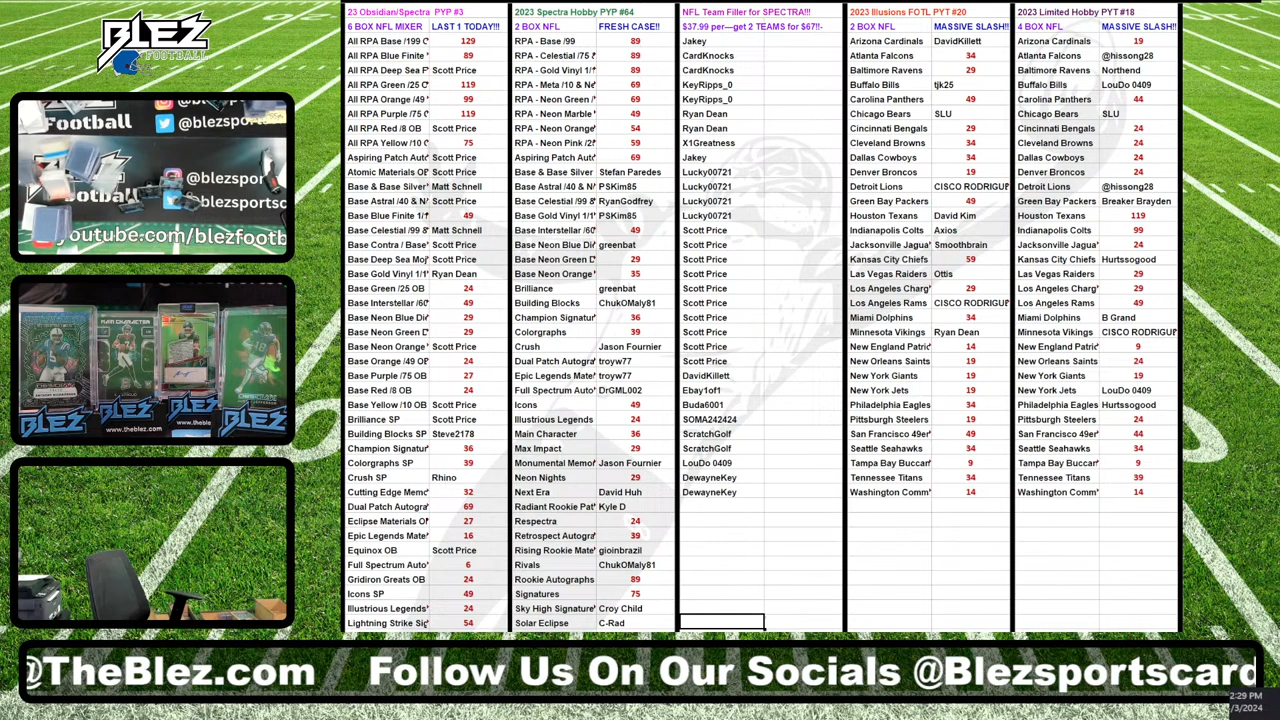 BLEZ
FOOTBALL
Football @blezsports
@blezspor
Football @blezsportsc
youtube.com/blezfootb
MAIN CHARACTER
BLEZ BLEZ BLEZ BLEZ
www.theblez.
23 Obsidian/Spectra PYP #3
6 BOX NFL MIXER LAST 1 TODAY!!!
All RPA Base /199 C 129
All RPA Blue Finite 89
All RPA Deep Sea F Scott Price
All RPA Green /25 C 119
All RPA Orange /49 99
All RPA Purple /75 C 119
All RPA Red /8 OB Scott Price
All RPA Yellow /10 C 75
Aspiring Patch Aut Scott Price
Atomic Materials OB Scott Price
Base & Base Silver Matt Schnell
Base Astral /40 & N/ Scott Price
Base Blue Finite 1/ 49
Base Celestial /99 8 Matt Schnell
Base Contra / Base Scott Price
Base Deep Sea Moj Scott Price
Base Gold Vinyl 1/1 Ryan Dean
Base Green /25 OB 24
Base Interstellar /60 49
Base Neon Blue Di 29
Base Neon Green D 29
Base Neon Orange Scott Price
Base Orange /49 OB 24
Base Purple /75 OB 27
Base Red /8 OB 24
Base Yellow /10 OB Scott Price
Brilliance SP Scott Price
Building Blocks SP Steve2178
Champion Signatu 36
Colorgraphs SP 39
Crush SP Rhino
Cutting Edge Mem 32
Dual Patch Autogra 69
Eclipse Materials O 27
Epic Legends Mate 16
Equinox OB Scott Price
Full Spectrum Auto 6
Gridiron Greats OB 24
Icons SP 49
Illustrious Legends 24
Lightning Strike Sig 54
2023 Spectra Hobby PYP #64
2 BOX NFL FRESH CASE!!
RPA - Base /99 89
RPA - Celestial /75 89
RPA - Gold Vinyl 1/ 89
RPA - Meta /10 & Ne 69
RPA - Neon Green / 69
RPA - Neon Marble 49
RPA - Neon Orange 54
RPA - Neon Pink /2 59
Aspiring Patch Aut 69
Base & Base Silver Stefan Paredes
Base Astral /40 & N/ PSKim85
Base Celestial /99 8 RyanGodfrey
Base Gold Vinyl 1/1 PSKim85
Base Interstellar /60 49
Base Neon Blue Di greenbat
Base Neon Green D 29
Base Neon Orange 35
Brilliance greenbat
Building Blocks ChukOMaly81
Champion Signatu 36
Colorgraphs 39
Crush Jason Fournier
Dual Patch Autogra troyw77
Epic Legends Mate troyw77
Full Spectrum Auto DrGML002
Icons 49
Illustrious Legends 24
Main Character 36
Max Impact 29
Monumental Memo Jason Fournier
Neon Nights 29
Next Era David Huh
Radiant Rookie Pat Kyle D
Respectra 24
Retrospect Autogra 39
Rising Rookie Mate gioinbrazil
Rivals ChukOMaly81
Rookie Autographs 89
Signatures 75
Sky High Signature Croy Child
Solar Eclipse C-Rad
NFL Team Filler for SPECTRA!!!
$37.99 per---get 2 TEAMS for $67!!-
Jakey
CardKnocks
CardKnocks
KeyRipps_0
KeyRipps_0
Ryan Dean
Ryan Dean
X1Greatness
Jakey
Lucky00721
Lucky00721
Lucky00721
Lucky00721
Scott Price
Scott Price
Scott Price
Scott Price
Scott Price
Scott Price
Scott Price
Scott Price
Scott Price
Scott Price
DavidKillett
Ebay1of1
Buda6001
SOMA242424
ScratchGolf
ScratchGolf
LouDo 0409
DewayneKey
DewayneKey
2023 Illusions FOTL PYT #20
2 BOX NFL MASSIVE SLASH!!
Arizona Cardinals DavidKillett
Atlanta Falcons 34
Baltimore Ravens 29
Buffalo Bills tjk25
Carolina Panthers 49
Chicago Bears SLU
Cincinnati Bengals 29
Cleveland Browns 34
Dallas Cowboys 34
Denver Broncos 19
Detroit Lions CISCO RODRIGU
Green Bay Packers 49
Houston Texans David Kim
Indianapolis Colts Axios
Jacksonville Jagua Smoothbrain
Kansas City Chiefs 59
Las Vegas Raiders Ottis
Los Angeles Charg 29
Los Angeles Rams CISCO RODRIGU
Miami Dolphins 34
Minnesota Vikings Ryan Dean
New England Patri 14
New Orleans Saints 19
New York Giants 19
New York Jets 19
Philadelphia Eagles 34
Pittsburgh Steelers 19
San Francisco 49er 49
Seattle Seahawks 34
Tampa Bay Buccan 9
Tennessee Titans 34
Washington Comm 14
2023 Limited Hobby PYT #18
4 BOX NFL MASSIVE SLASH!!
Arizona Cardinals 19
Atlanta Falcons @hissong28
Baltimore Ravens Northend
Buffalo Bills LouDo 0409
Carolina Panthers 44
Chicago Bears SLU
Cincinnati Bengals 24
Cleveland Browns 24
Dallas Cowboys 24
Denver Broncos 24
Detroit Lions @hissong28
Green Bay Packers Breaker Brayden
Houston Texans 119
Indianapolis Colts 99
Jacksonville Jagua 24
Kansas City Chiefs Hurtssogood
Las Vegas Raiders 29
Los Angeles Charg 29
Los Angeles Rams 49
Miami Dolphins B Grand
Minnesota Vikings CISCO RODRIGU
New England Patri 9
New Orleans Saints 24
New York Giants 19
New York Jets LouDo 0409
Philadelphia Eagles Hurtssogood
Pittsburgh Steelers 24
San Francisco 49er 44
Seattle Seahawks 34
Tampa Bay Buccan 9
Tennessee Titans 39
Washington Comm 14
@TheBlez.com Follow Us On Our Socials @Blezsportscard
2:29 PM
/3/2024